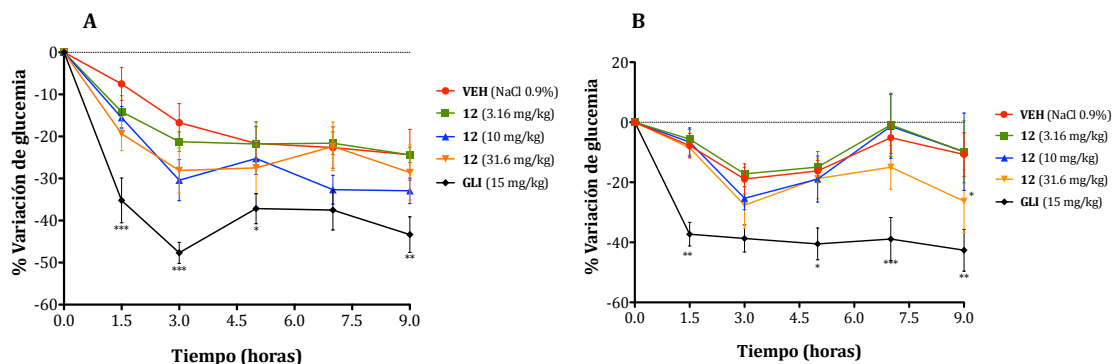 A
% Variación de glucemia
0
-10
-20
-30
-40
-50
-60
0.0
1.5
3.0
4.5
6.0
7.5
9.0
Tiempo (horas)
***
***
*
**
VEH (NaCl 0.9%)
12 (3.16 mg/kg)
12 (10 mg/kg)
12 (31.6 mg/kg)
GLI (15 mg/kg)
B
% Variación de glucemia
20
0
-20
-40
-60
0.0
1.5
3.0
4.5
6.0
7.5
9.0
Tiempo (horas)
**
*
***
**
*
VEH (NaCl 0.9%)
12 (3.16 mg/kg)
12 (10 mg/kg)
12 (31.6 mg/kg)
GLI (15 mg/kg)